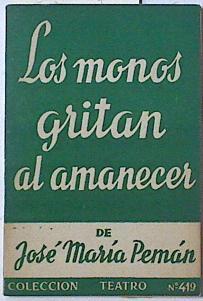 Los monos
gritan
al amanecer
DE
José María Pemán
COLECCION TEATRO Nº 419